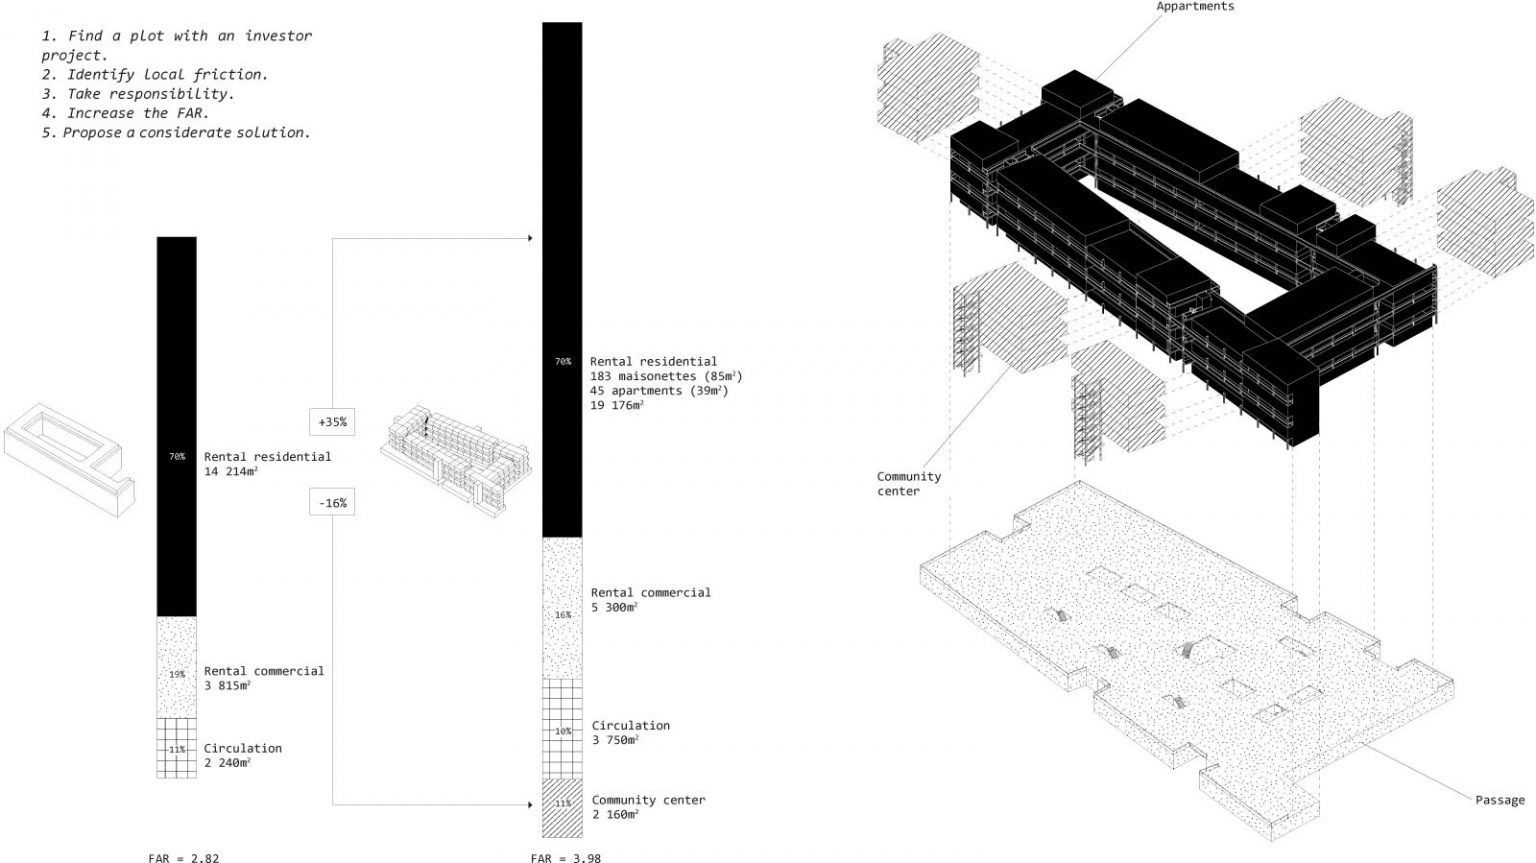 1. Find a plot with an investor
project.
2. Identify local friction.
3. Take responsibility.
4. Increase the FAR.
5. Propose a considerate solution.
70%
Rental residential
14 214m²
19%
Rental commercial
3 815m²
11%
Circulation
2 240m²
FAR = 2.82
+35%
-16%
70%
Rental residential
183 maisonettes (85m²)
45 apartments (39m²)
19 176m²
16%
Rental commercial
5 300m²
10%
Circulation
3 750m²
11%
Community center
2 160m²
FAR = 3.98
Appartments
Community
center
Passage